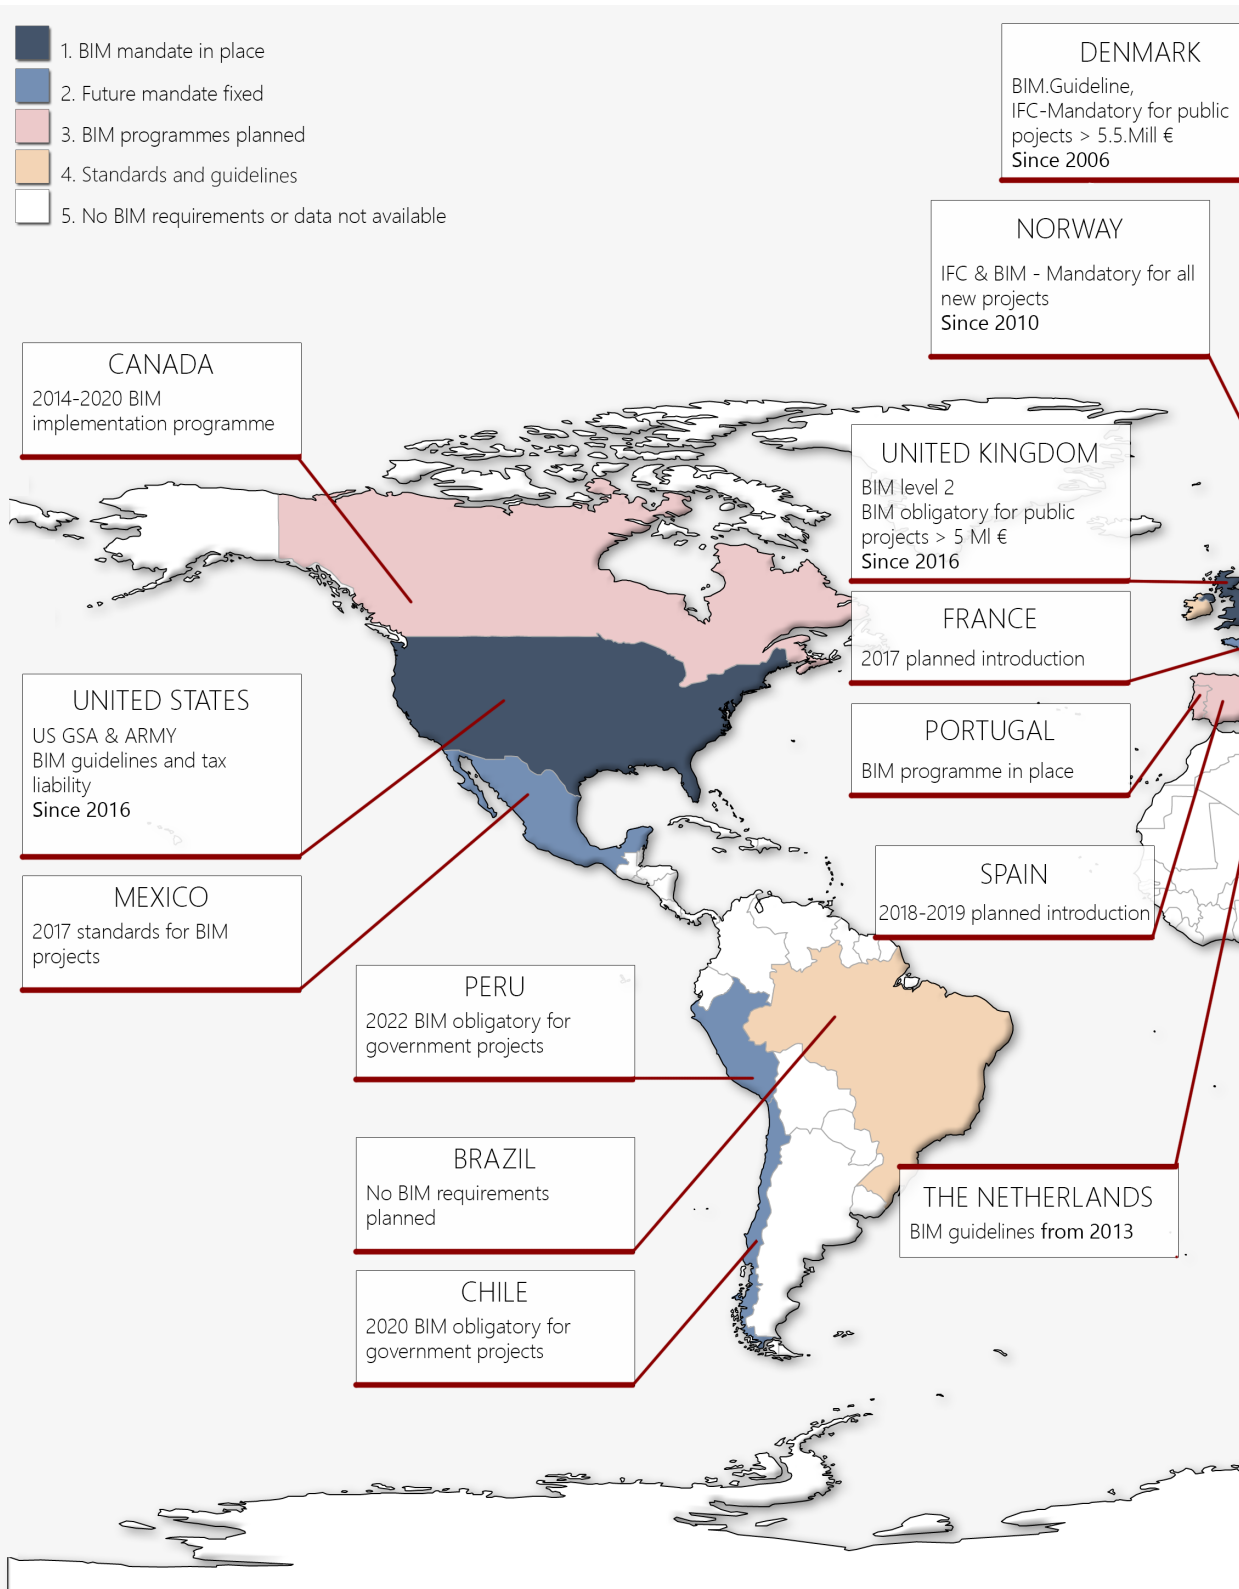 1. BIM mandate in place
2. Future mandate fixed
3. BIM programmes planned
4. Standards and guidelines
5. No BIM requirements or data not available
DENMARK
BIM.Guideline,
IFC-Mandatory for public
pojects > 5.5.Mill €
Since 2006
NORWAY
IFC & BIM - Mandatory for all
new projects
Since 2010
CANADA
2014-2020 BIM
implementation programme
UNITED KINGDOM
BIM level 2
BIM obligatory for public
projects > 5 Ml €
Since 2016
FRANCE
2017 planned introduction
UNITED STATES
US GSA & ARMY
BIM guidelines and tax
liability
Since 2016
PORTUGAL
BIM programme in place
MEXICO
2017 standards for BIM
projects
SPAIN
2018-2019 planned introduction
PERU
2022 BIM obligatory for
government projects
BRAZIL
No BIM requirements
planned
THE NETHERLANDS
BIM guidelines from 2013
CHILE
2020 BIM obligatory for
government projects